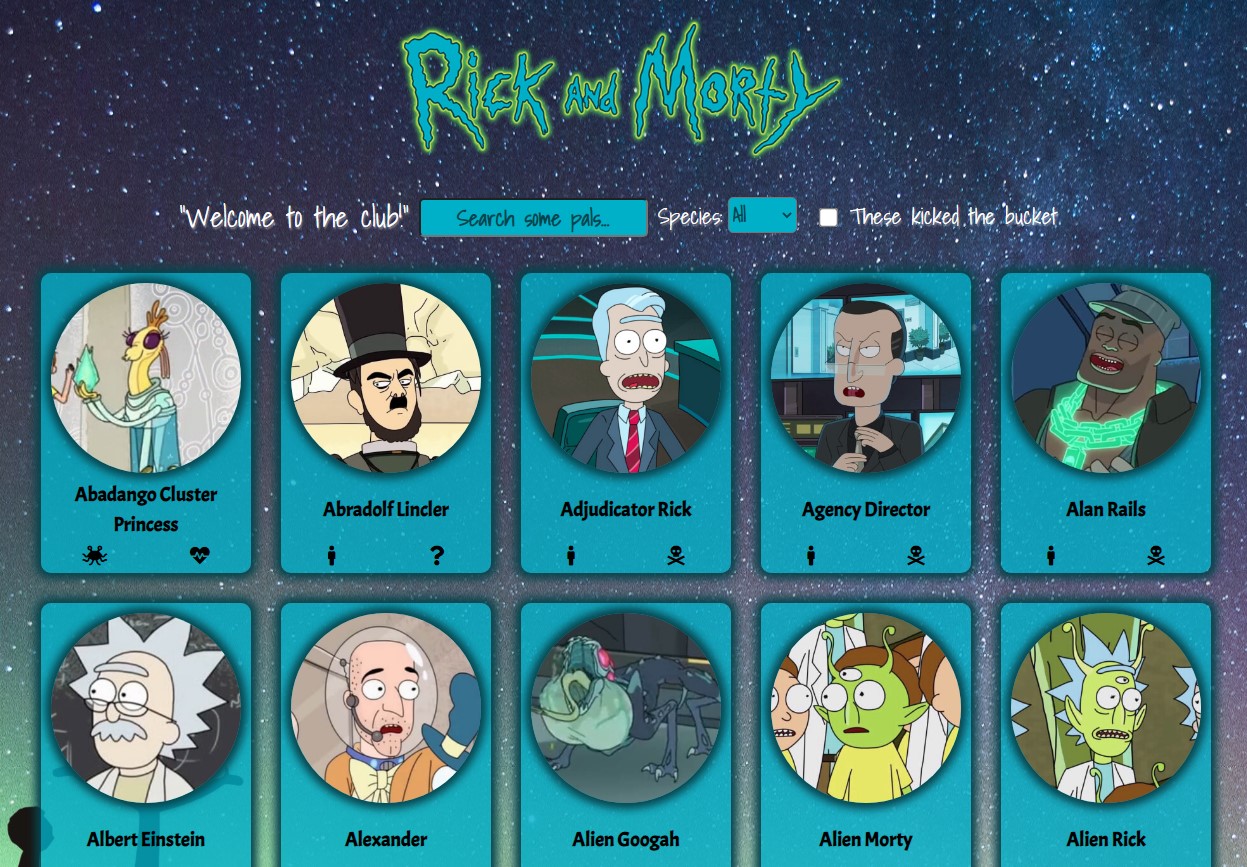 Rick and Morty
"Welcome to the club!" Search some pals... Species: All These kicked the bucket
Abadango Cluster
Princess
Abradolf Lincler
Adjudicator Rick
Agency Director
Alan Rails
?
Albert Einstein
Alexander
Alien Googah
Alien Morty
Alien Rick